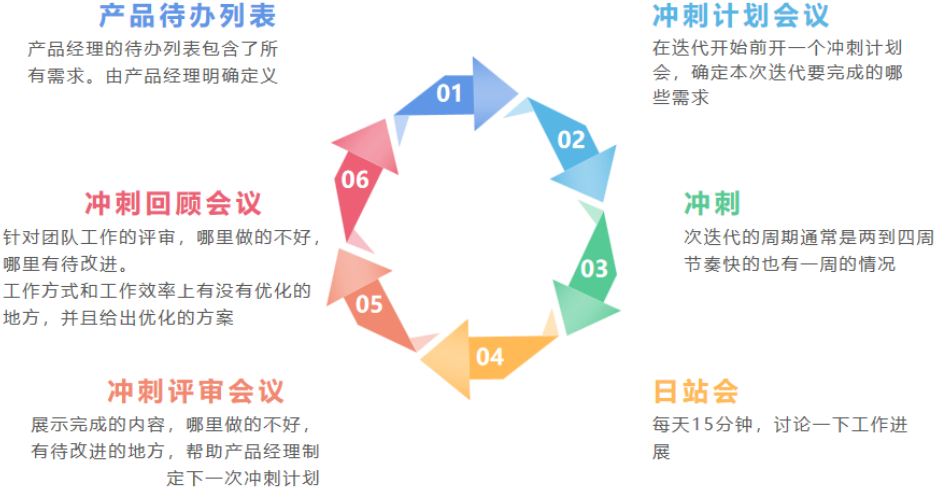 产品待办列表
产品经理的待办列表包含了所
有需求。由产品经理明确定义
01
冲刺计划会议
在迭代开始前开一个冲刺计划
会，确定本次迭代要完成的哪
些需求
02
冲刺
次迭代的周期通常是两到四周
节奏快的也有一周的情况
03
日站会
每天15分钟，讨论一下工作进
展
04
冲刺评审会议
展示完成的内容，哪里做的不好，
有待改进的地方，帮助产品经理制
定下一次冲刺计划
05
冲刺回顾会议
针对团队工作的评审，哪里做的不好，
哪里有待改进。
工作方式和工作效率上有没有优化的
地方，并且给出优化的方案
06